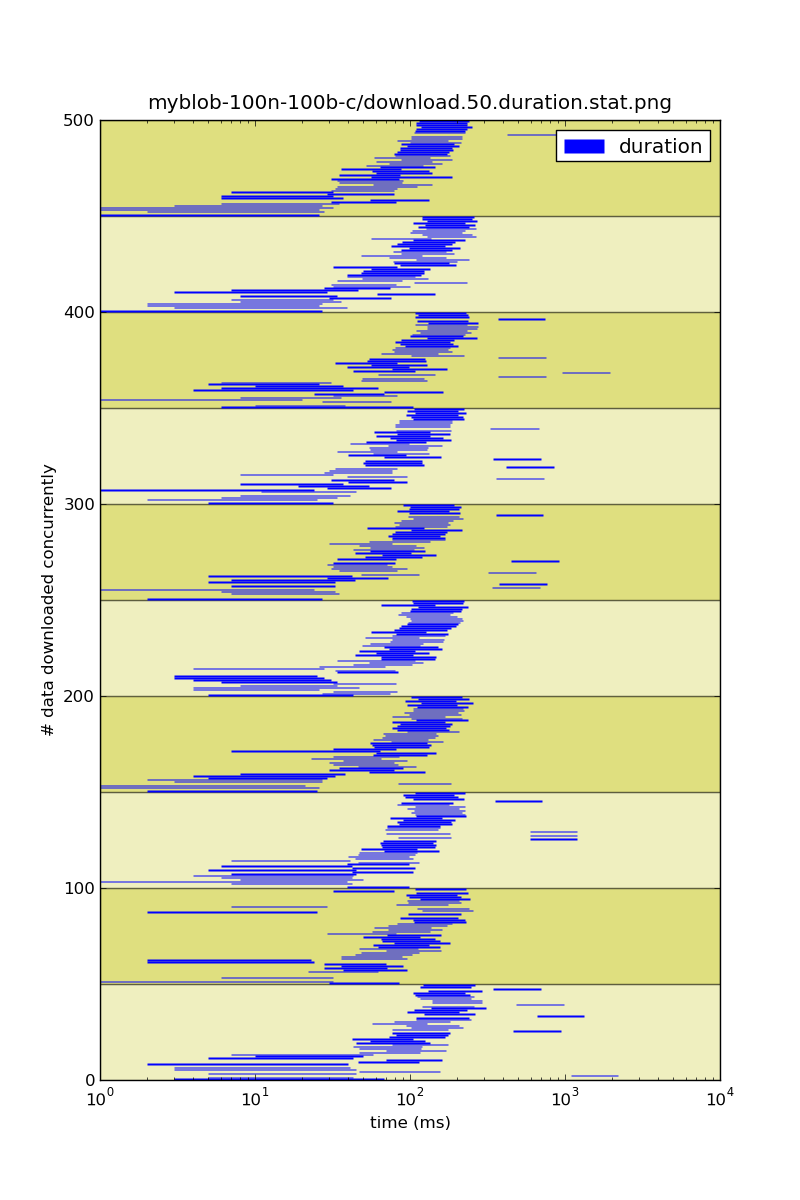 myblob-100n-100b-c/download.50.duration.stat.png
duration
500
400
300
200
100
0
# data downloaded concurrently
10^0 10^1 10^2 10^3 10^4
time (ms)